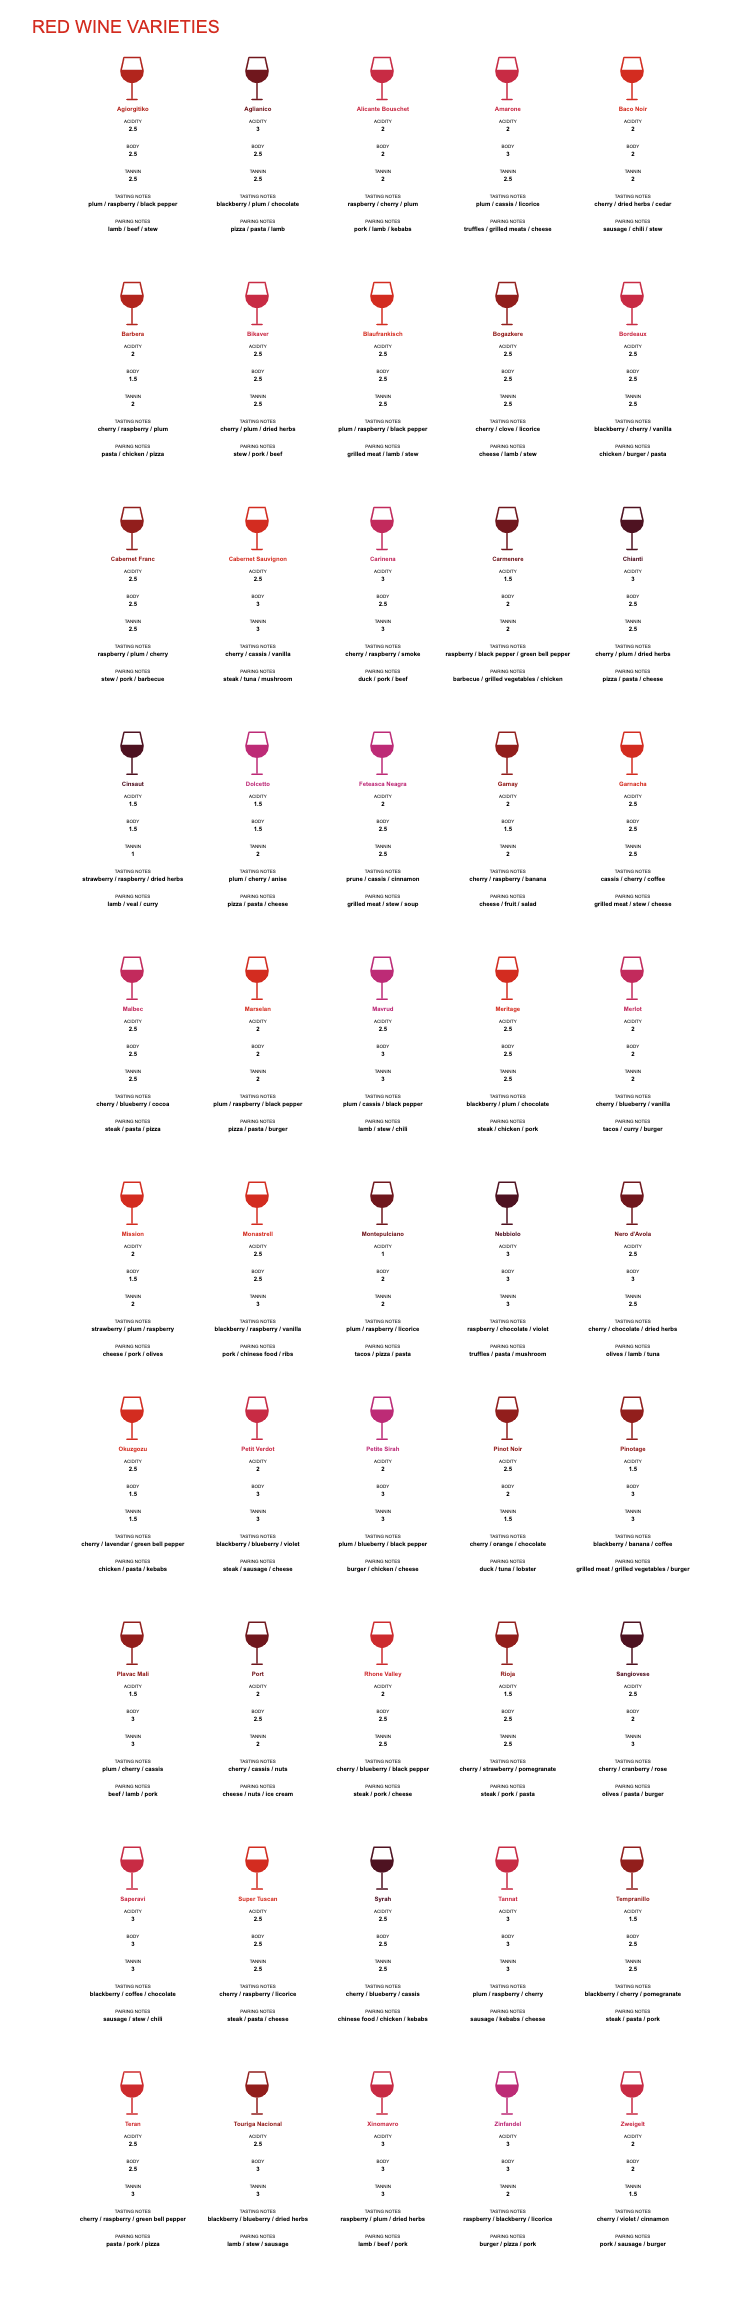 RED WINE VARIETIES
Agiorgitiko Aglianico Alicante Bouschet Amarone Baco Noir
ACIDITY ACIDITY ACIDITY ACIDITY ACIDITY
2.5 3 2 2 2
BODY BODY BODY BODY BODY
2.5 2.5 2 3 2
TANNIN TANNIN TANNIN TANNIN TANNIN
2.5 2.5 2 2 2
TASTING NOTES TASTING NOTES TASTING NOTES TASTING NOTES TASTING NOTES
plum / raspberry / black pepper blackberry / plum / chocolate raspberry / cherry / plum plum / cassis / licorice cherry / dried herbs / cedar
PAIRING NOTES PAIRING NOTES PAIRING NOTES PAIRING NOTES PAIRING NOTES
lamb / beef / stew pizza / pasta / lamb pork / lamb / kebabs truffles / grilled meats / cheese sausage / chili / stew
Barbera Bikaver Blaufrankisch Bogazkere Bordeaux
ACIDITY ACIDITY ACIDITY ACIDITY ACIDITY
2 2.5 2.5 2.5 2.5
BODY BODY BODY BODY BODY
1.5 2.5 2.5 2.5 2.5
TANNIN TANNIN TANNIN TANNIN TANNIN
2 2.5 2.5 2.5 2.5
TASTING NOTES TASTING NOTES TASTING NOTES TASTING NOTES TASTING NOTES
cherry / raspberry / plum cherry / plum / dried herbs plum / raspberry / black pepper cherry / clove / licorice blackberry / cherry / vanilla
PAIRING NOTES PAIRING NOTES PAIRING NOTES PAIRING NOTES PAIRING NOTES
pasta / chicken / pizza stew / pork / beef grilled meat / lamb / stew cheese / lamb / stew chicken / burger / pasta
Cabernet Franc Cabernet Sauvignon Carinena Carmenere Chianti
ACIDITY ACIDITY ACIDITY ACIDITY ACIDITY
2.5 2.5 3 1.5 3
BODY BODY BODY BODY BODY
2.5 3 2.5 2 2.5
TANNIN TANNIN TANNIN TANNIN TANNIN
2.5 3 3 2 2.5
TASTING NOTES TASTING NOTES TASTING NOTES TASTING NOTES TASTING NOTES
raspberry / plum / cherry cherry / cassis / vanilla cherry / raspberry / smoke raspberry / black pepper / green bell pepper cherry / plum / dried herbs
PAIRING NOTES PAIRING NOTES PAIRING NOTES PAIRING NOTES PAIRING NOTES
stew / pork / barbecue steak / tuna / mushroom duck / pork / beef barbecue / grilled vegetables / chicken pizza / pasta / cheese
Cinsaut Dolcetto Feteasca Neagra Gamay Garnacha
ACIDITY ACIDITY ACIDITY ACIDITY ACIDITY
1.5 1.5 2 2 2.5
BODY BODY BODY BODY BODY
1.5 1.5 2.5 1.5 2.5
TANNIN TANNIN TANNIN TANNIN TANNIN
1 2 2.5 2 2.5
TASTING NOTES TASTING NOTES TASTING NOTES TASTING NOTES TASTING NOTES
strawberry / raspberry / dried herbs plum / cherry / anise prune / cassis / cinnamon cherry / raspberry / banana cassis / cherry / coffee
PAIRING NOTES PAIRING NOTES PAIRING NOTES PAIRING NOTES PAIRING NOTES
lamb / veal / curry pizza / pasta / cheese grilled meat / stew / soup cheese / fruit / salad grilled meat / stew / cheese
Malbec Marselan Mavrud Meritage Merlot
ACIDITY ACIDITY ACIDITY ACIDITY ACIDITY
2.5 2 2.5 2.5 2
BODY BODY BODY BODY BODY
2.5 2 3 2.5 2
TANNIN TANNIN TANNIN TANNIN TANNIN
2.5 2 3 2.5 2
TASTING NOTES TASTING NOTES TASTING NOTES TASTING NOTES TASTING NOTES
cherry / blueberry / cocoa plum / raspberry / black pepper plum / cassis / black pepper blackberry / plum / chocolate cherry / blueberry / vanilla
PAIRING NOTES PAIRING NOTES PAIRING NOTES PAIRING NOTES PAIRING NOTES
steak / pasta / pizza pizza / pasta / burger lamb / stew / chili steak / chicken / pork tacos / curry / burger
Mission Monastrell Montepulciano Nebbiolo Nero d'Avola
ACIDITY ACIDITY ACIDITY ACIDITY ACIDITY
2 2.5 1 3 2.5
BODY BODY BODY BODY BODY
1.5 2.5 2 3 3
TANNIN TANNIN TANNIN TANNIN TANNIN
2 3 2 3 2.5
TASTING NOTES TASTING NOTES TASTING NOTES TASTING NOTES TASTING NOTES
strawberry / plum / raspberry blackberry / raspberry / vanilla plum / raspberry / licorice raspberry / chocolate / violet cherry / chocolate / dried herbs
PAIRING NOTES PAIRING NOTES PAIRING NOTES PAIRING NOTES PAIRING NOTES
cheese / pork / olives pork / chinese food / ribs tacos / pizza / pasta truffles / pasta / mushroom olives / lamb / tuna
Okuzgozu Petit Verdot Petite Sirah Pinot Noir Pinotage
ACIDITY ACIDITY ACIDITY ACIDITY ACIDITY
2.5 2 2 2.5 1.5
BODY BODY BODY BODY BODY
1.5 3 3 2 3
TANNIN TANNIN TANNIN TANNIN TANNIN
1.5 3 3 1.5 3
TASTING NOTES TASTING NOTES TASTING NOTES TASTING NOTES TASTING NOTES
cherry / lavendar / green bell pepper blackberry / blueberry / violet plum / blueberry / black pepper cherry / orange / chocolate blackberry / banana / coffee
PAIRING NOTES PAIRING NOTES PAIRING NOTES PAIRING NOTES PAIRING NOTES
chicken / pasta / kebabs steak / sausage / cheese burger / chicken / cheese duck / tuna / lobster grilled meat / grilled vegetables / burger
Plavac Mali Port Rhone Valley Rioja Sangiovese
ACIDITY ACIDITY ACIDITY ACIDITY ACIDITY
1.5 2 2 1.5 2.5
BODY BODY BODY BODY BODY
3 2.5 2.5 2.5 2
TANNIN TANNIN TANNIN TANNIN TANNIN
3 2 2.5 2.5 3
TASTING NOTES TASTING NOTES TASTING NOTES TASTING NOTES TASTING NOTES
plum / cherry / cassis cherry / cassis / nuts cherry / blueberry / black pepper cherry / strawberry / pomegranate cherry / cranberry / rose
PAIRING NOTES PAIRING NOTES PAIRING NOTES PAIRING NOTES PAIRING NOTES
beef / lamb / pork cheese / nuts / ice cream steak / pork / cheese steak / pork / pasta olives / pasta / burger
Saperavi Super Tuscan Syrah Tannat Tempranillo
ACIDITY ACIDITY ACIDITY ACIDITY ACIDITY
3 2.5 2.5 3 1.5
BODY BODY BODY BODY BODY
3 2.5 2.5 3 2.5
TANNIN TANNIN TANNIN TANNIN TANNIN
3 2.5 2.5 3 2.5
TASTING NOTES TASTING NOTES TASTING NOTES TASTING NOTES TASTING NOTES
blackberry / coffee / chocolate cherry / raspberry / licorice cherry / blueberry / cassis plum / raspberry / cherry blackberry / cherry / pomegranate
PAIRING NOTES PAIRING NOTES PAIRING NOTES PAIRING NOTES PAIRING NOTES
sausage / stew / chili steak / pasta / cheese chinese food / chicken / kebabs sausage / kebabs / cheese steak / pasta / pork
Teran Touriga Nacional Xinomavro Zinfandel Zweigelt
ACIDITY ACIDITY ACIDITY ACIDITY ACIDITY
2.5 2.5 3 3 2
BODY BODY BODY BODY BODY
2.5 3 3 3 2
TANNIN TANNIN TANNIN TANNIN TANNIN
3 3 3 2 1.5
TASTING NOTES TASTING NOTES TASTING NOTES TASTING NOTES TASTING NOTES
cherry / raspberry / green bell pepper blackberry / blueberry / dried herbs raspberry / plum / dried herbs raspberry / blackberry / licorice cherry / violet / cinnamon
PAIRING NOTES PAIRING NOTES PAIRING NOTES PAIRING NOTES PAIRING NOTES
pasta / pork / pizza lamb / stew / sausage lamb / beef / pork burger / pizza / pork pork / sausage / burger